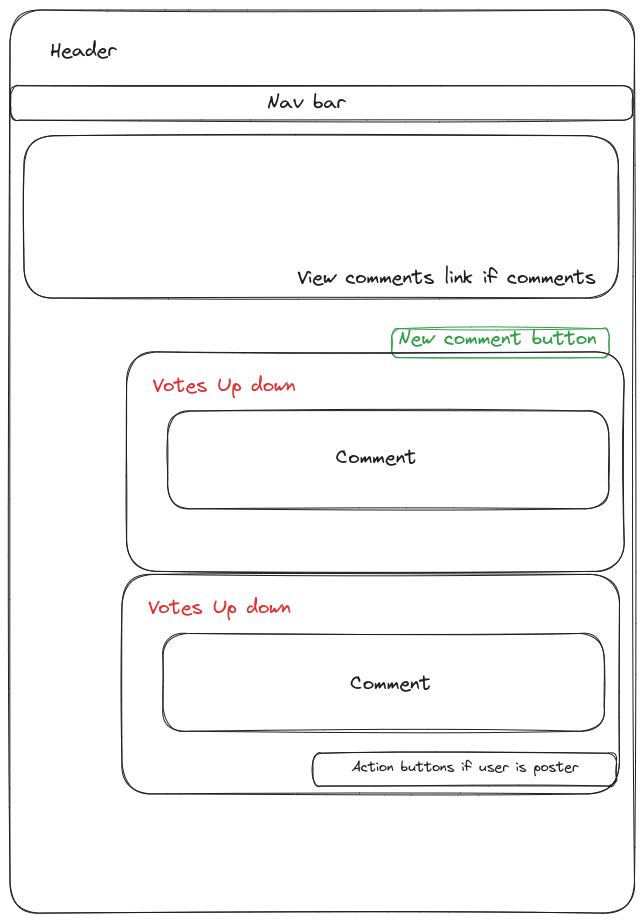 Header
Nav bar
View comments link if comments
New comment button
Votes Up down
Comment
Votes Up down
Comment
Action buttons if user is poster